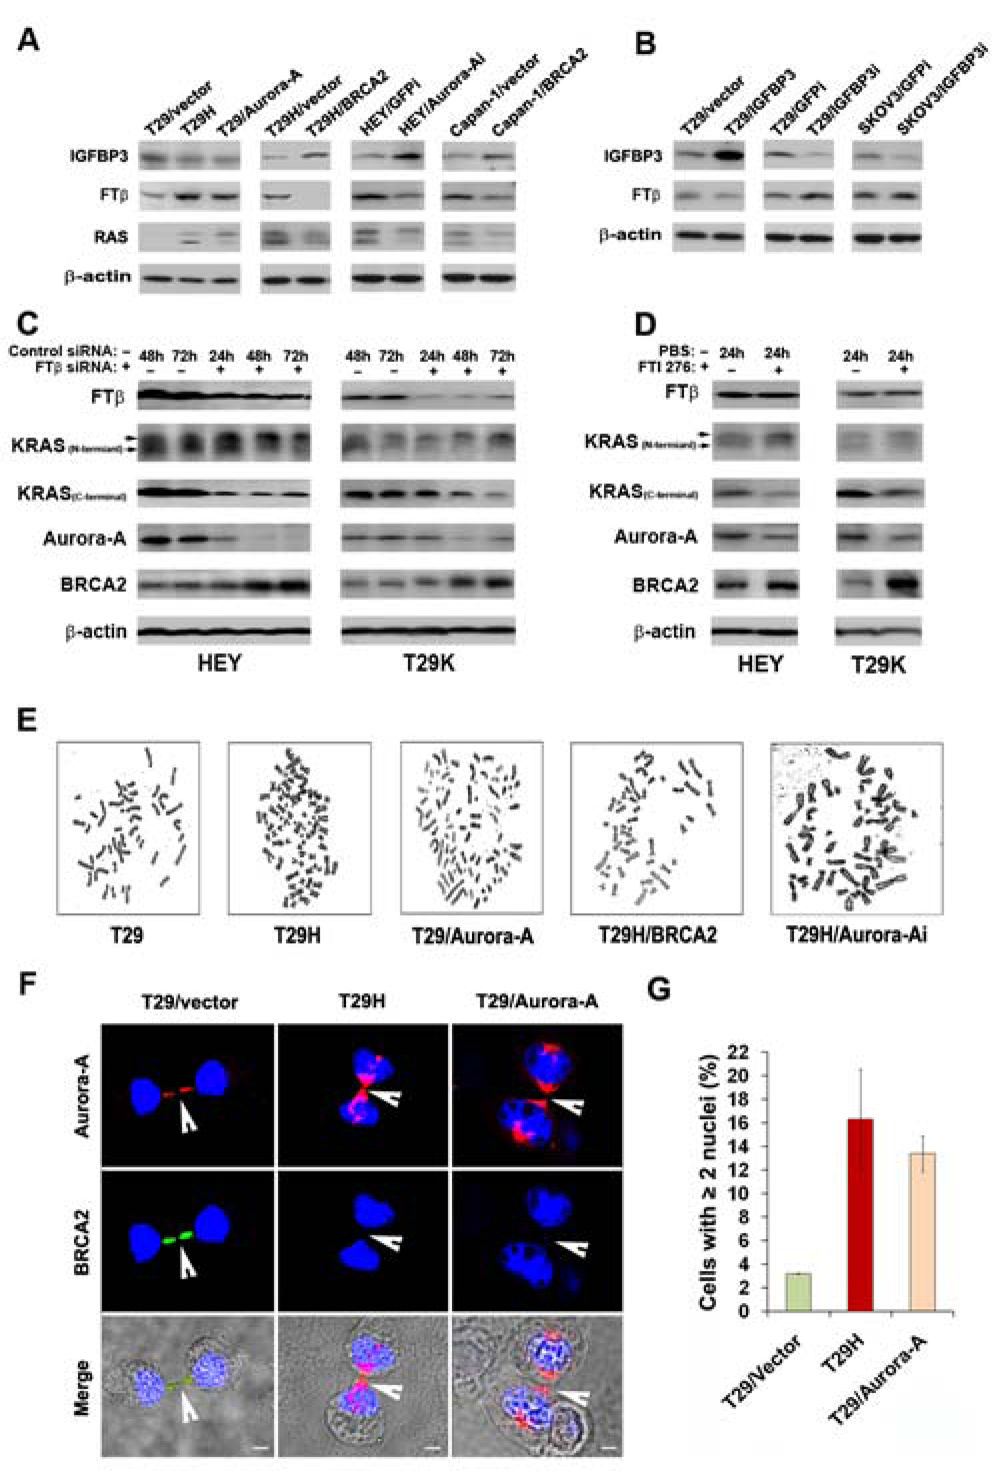 A
T29/vector T29H T29/Aurora-A T29H/vector T29H/BRCA2 HEY/GFPi HEY/Aurora-Ai Capan-1/vector Capan-1/BRCA2
IGFBP3
FTβ
RAS
β-actin
B
T29/vector T29/IGFBP3 T29/GFPi T29/IGFBP3i SKOV3/GFPi SKOV3/IGFBP3i
IGFBP3
FTβ
β-actin
C
Control siRNA: – 48h 72h 24h 48h 72h 48h 72h 24h 48h 72h
FTβ siRNA: + – – + + + – – + + +
FTβ
KRAS (N-termianl)
KRAS (C-terminal)
Aurora-A
BRCA2
β-actin
HEY T29K
D
PBS: – 24h 24h 24h 24h
FTI 276: + – + – +
FTβ
KRAS (N-termianl)
KRAS (C-terminal)
Aurora-A
BRCA2
β-actin
HEY T29K
E
T29 T29H T29/Aurora-A T29H/BRCA2 T29H/Aurora-Ai
F
T29/vector T29H T29/Aurora-A
Aurora-A
BRCA2
Merge
G
Cells with ≥ 2 nuclei (%)
22
20
18
16
14
12
10
8
6
4
2
0
T29/Vector T29H T29/Aurora-A